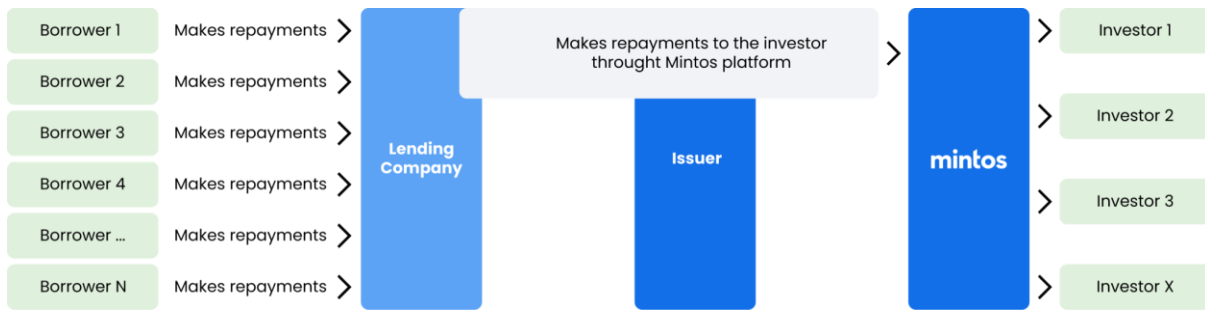 Borrower 1
Makes repayments
Borrower 2
Makes repayments
Borrower 3
Makes repayments
Borrower 4
Makes repayments
Borrower ...
Makes repayments
Borrower N
Makes repayments
Lending
Company
Makes repayments to the investor
throught Mintos platform
Issuer
mintos
Investor 1
Investor 2
Investor 3
Investor X